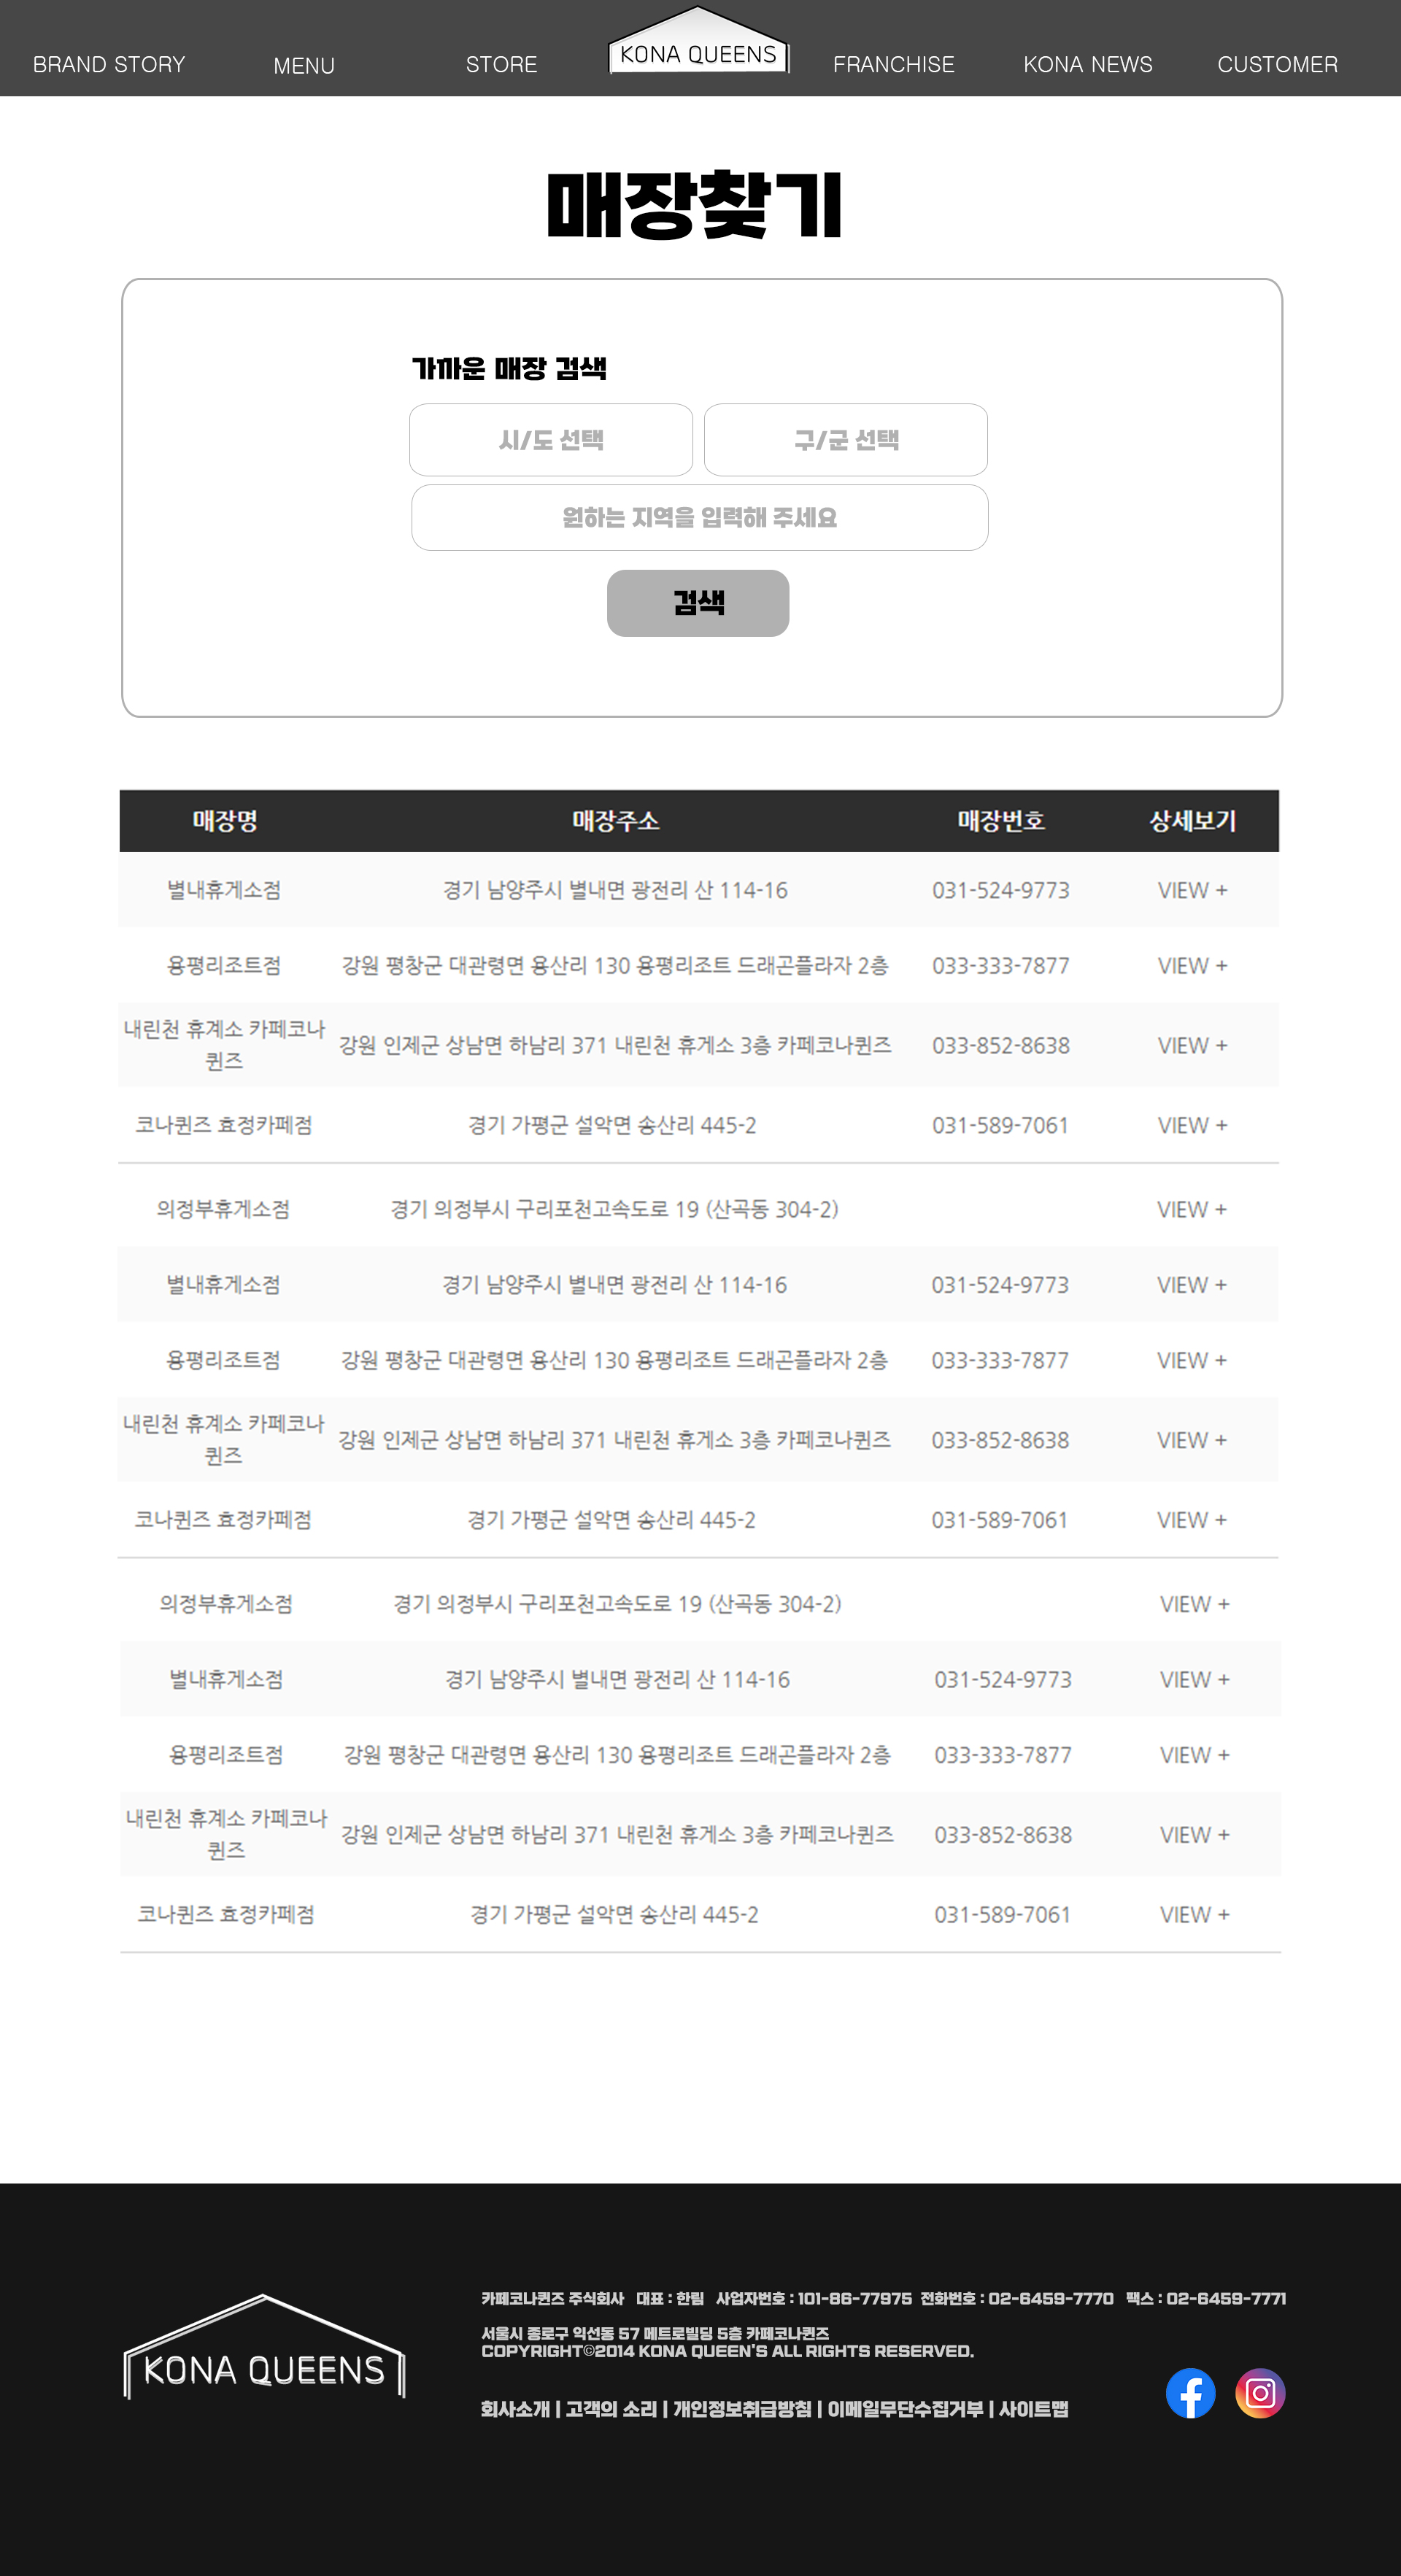 BRAND STORY MENU STORE KONA QUEENS FRANCHISE KONA NEWS CUSTOMER
매장찾기
가까운 매장 검색
시/도 선택 구/군 선택
원하는 지역을 입력해 주세요
검색
매장명 매장주소 매장번호 상세보기
별내휴게소점 경기 남양주시 별내면 광전리 산 114-16 031-524-9773 VIEW +
용평리조트점 강원 평창군 대관령면 용산리 130 용평리조트 드래곤플라자 2층 033-333-7877 VIEW +
내린천 휴계소 카페코나
퀸즈
강원 인제군 상남면 하남리 371 내린천 휴게소 3층 카페코나퀸즈 033-852-8638 VIEW +
코나퀸즈 효정카페점 경기 가평군 설악면 송산리 445-2 031-589-7061 VIEW +
의정부휴게소점 경기 의정부시 구리포천고속도로 19 (산곡동 304-2) VIEW +
별내휴게소점 경기 남양주시 별내면 광전리 산 114-16 031-524-9773 VIEW +
용평리조트점 강원 평창군 대관령면 용산리 130 용평리조트 드래곤플라자 2층 033-333-7877 VIEW +
내린천 휴계소 카페코나
퀸즈
강원 인제군 상남면 하남리 371 내린천 휴게소 3층 카페코나퀸즈 033-852-8638 VIEW +
코나퀸즈 효정카페점 경기 가평군 설악면 송산리 445-2 031-589-7061 VIEW +
의정부휴게소점 경기 의정부시 구리포천고속도로 19 (산곡동 304-2) VIEW +
별내휴게소점 경기 남양주시 별내면 광전리 산 114-16 031-524-9773 VIEW +
용평리조트점 강원 평창군 대관령면 용산리 130 용평리조트 드래곤플라자 2층 033-333-7877 VIEW +
내린천 휴계소 카페코나
퀸즈
강원 인제군 상남면 하남리 371 내린천 휴게소 3층 카페코나퀸즈 033-852-8638 VIEW +
코나퀸즈 효정카페점 경기 가평군 설악면 송산리 445-2 031-589-7061 VIEW +
KONA QUEENS
카페코나퀸즈 주식회사 대표 : 한림 사업자번호 : 101-86-77975 전화번호 : 02-6459-7770 팩스 : 02-6459-7771
서울시 종로구 익선동 57 메트로빌딩 5층 카페코나퀸즈
COPYRIGHT©2014 KONA QUEEN'S ALL RIGHTS RESERVED.
회사소개 | 고객의 소리 | 개인정보취급방침 | 이메일무단수집거부 | 사이트맵